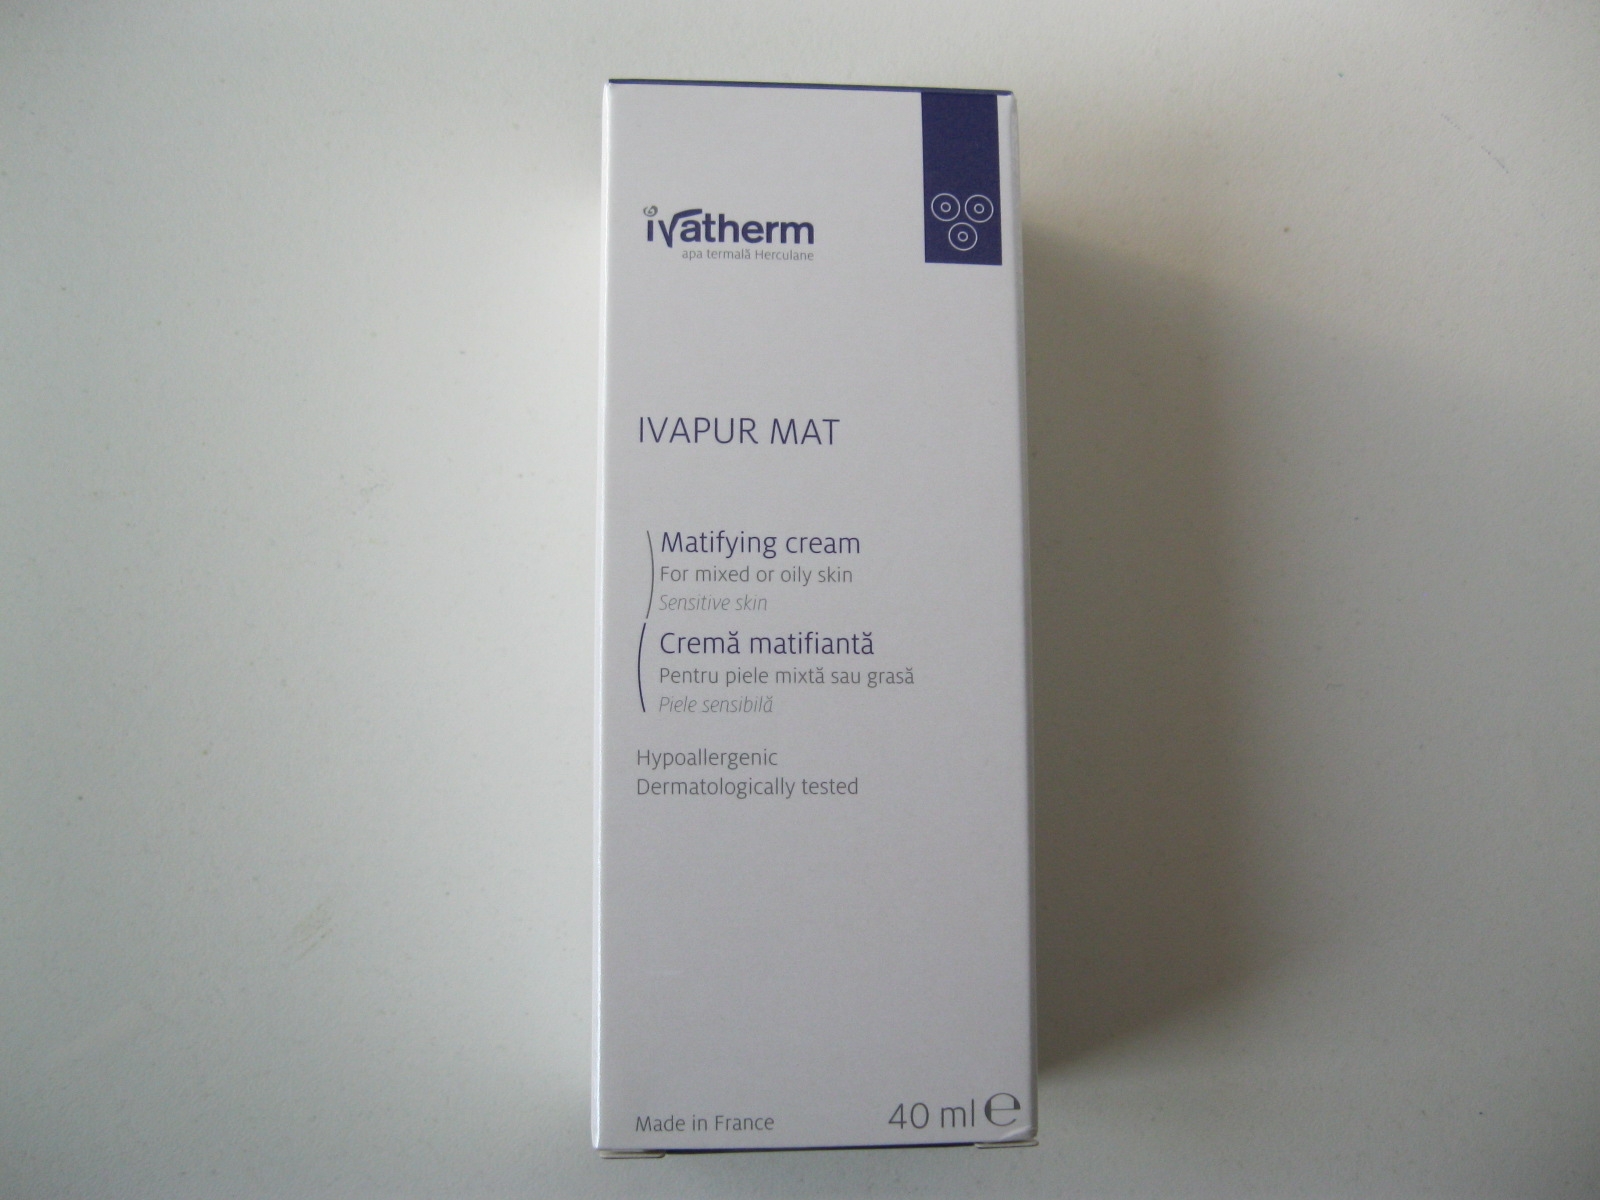 ivatherm
apa termală Herculane
IVAPUR MAT
Matifying cream
For mixed or oily skin
Sensitive skin
Cremă matifiantă
Pentru piele mixtă sau grasă
Piele sensibilă
Hypoallergenic
Dermatologically tested
Made in France
40 ml ℮